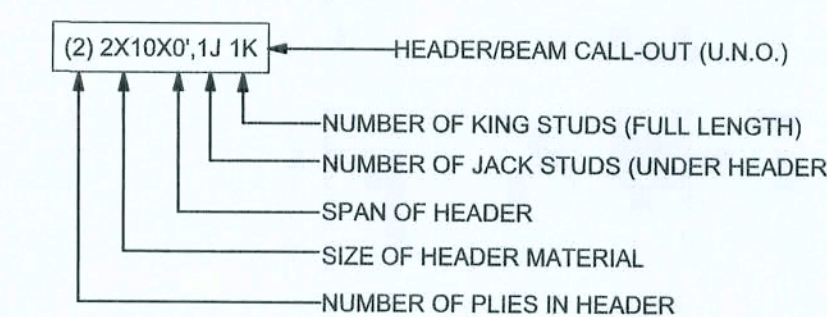 (2) 2X10X0',1J 1K
HEADER/BEAM CALL-OUT (U.N.O.)
NUMBER OF KING STUDS (FULL LENGTH)
NUMBER OF JACK STUDS (UNDER HEADER
SPAN OF HEADER
SIZE OF HEADER MATERIAL
NUMBER OF PLIES IN HEADER